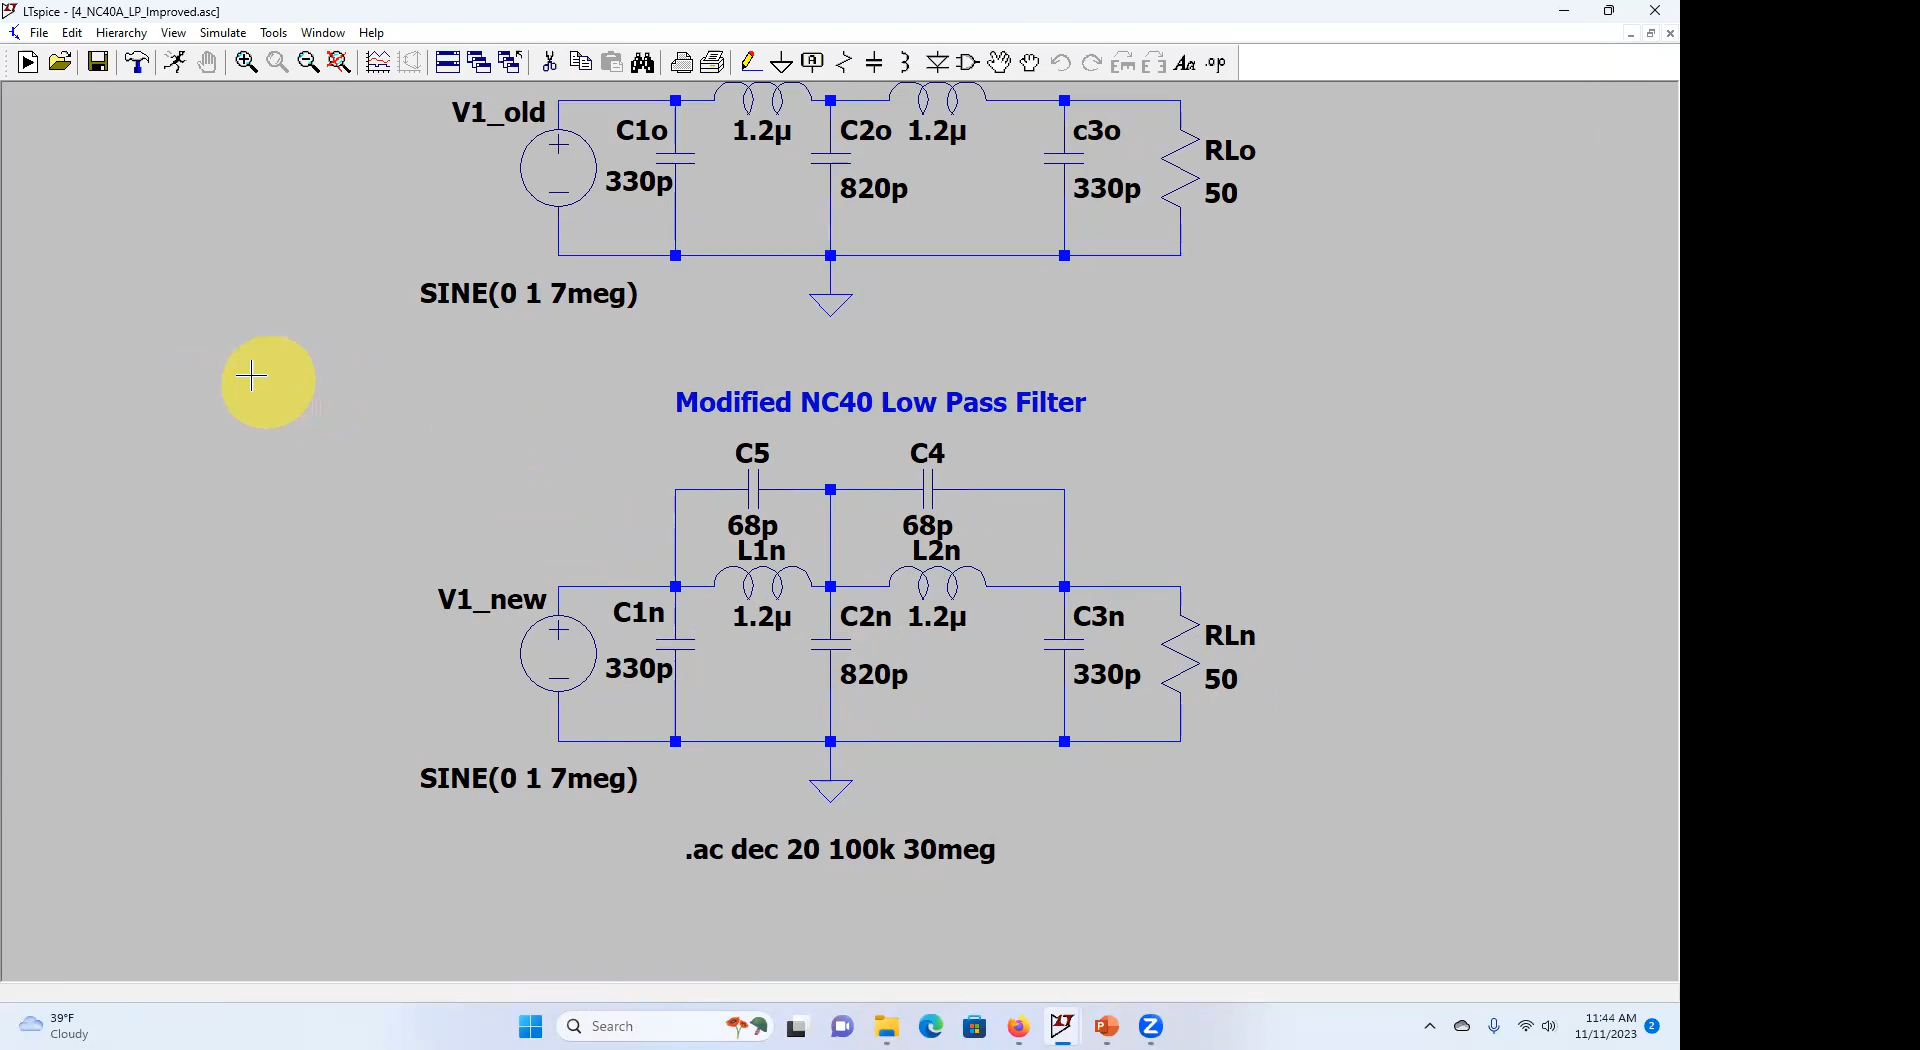 LTspice - [4_NC40A_LP_Improved.asc]
File Edit Hierarchy View Simulate Tools Window Help
Aa .op
V1_old
C1o
1.2µ
C2o
1.2µ
c3o
RLo
330p
820p
330p
50
SINE(0 1 7meg)
Modified NC40 Low Pass Filter
C5
C4
68p
68p
L1n
L2n
V1_new
C1n
1.2µ
C2n
1.2µ
C3n
RLn
330p
820p
330p
50
SINE(0 1 7meg)
.ac dec 20 100k 30meg
39°F
Cloudy
Search
11:44 AM
11/11/2023
2